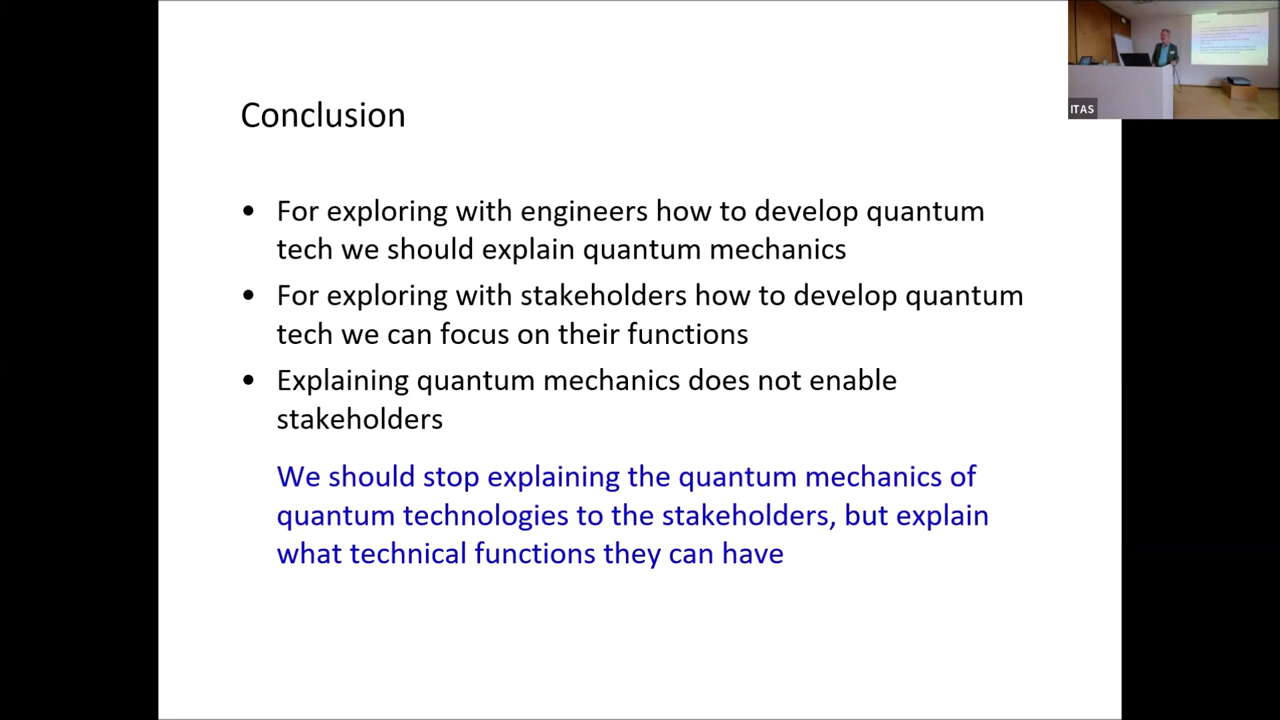 Conclusion
• For exploring with engineers how to develop quantum
tech we should explain quantum mechanics
• For exploring with stakeholders how to develop quantum
tech we can focus on their functions
• Explaining quantum mechanics does not enable
stakeholders
We should stop explaining the quantum mechanics of
quantum technologies to the stakeholders, but explain
what technical functions they can have
ITAS